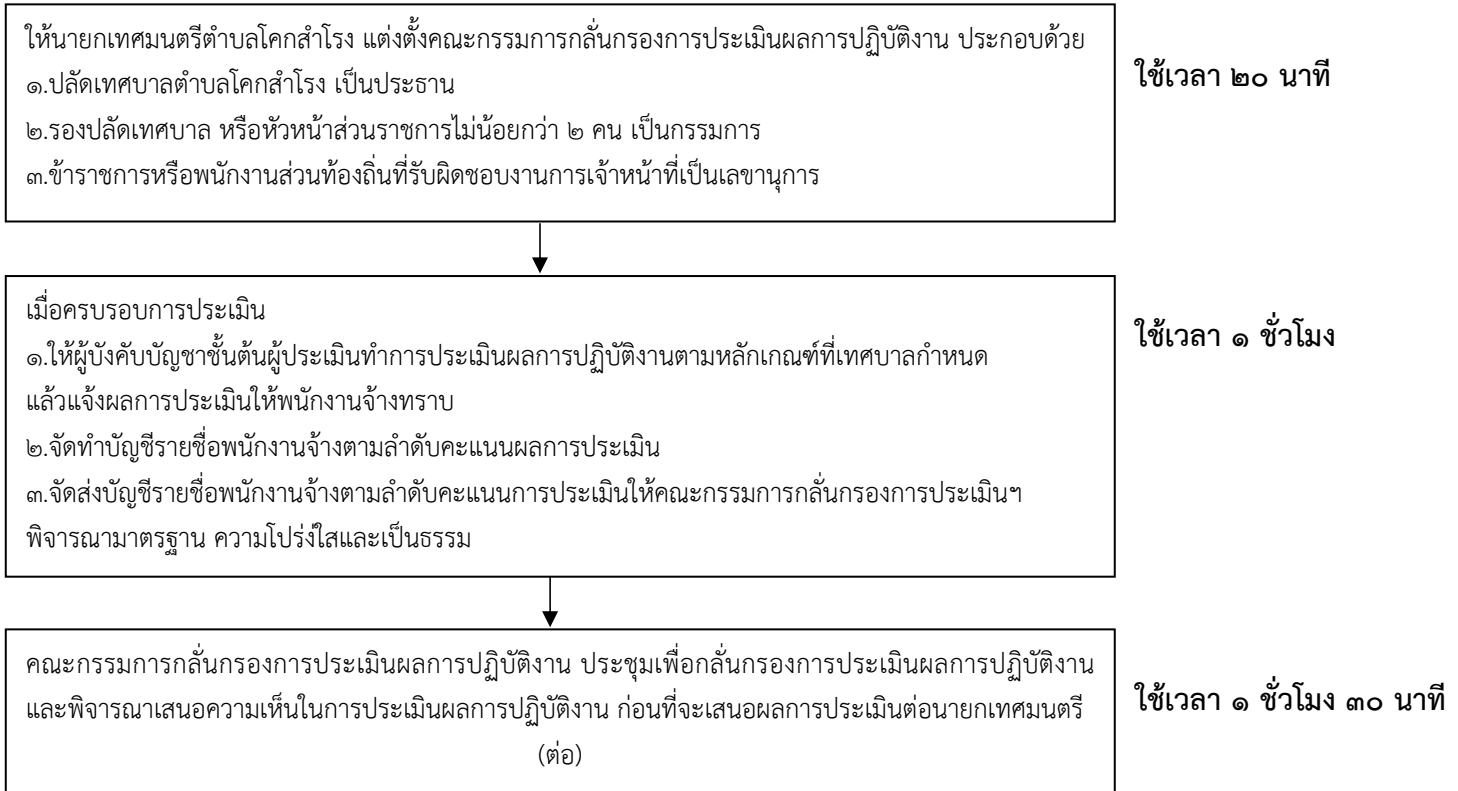 ให้นายกเทศมนตรีตำบลโคกสำโรง แต่งตั้งคณะกรรมการกลั่นกรองการประเมินผลการปฏิบัติงาน ประกอบด้วย
๑.ปลัดเทศบาลตำบลโคกสำโรง เป็นประธาน
๒.รองปลัดเทศบาล หรือหัวหน้าส่วนราชการไม่น้อยกว่า ๒ คน เป็นกรรมการ
๓.ข้าราชการหรือพนักงานส่วนท้องถิ่นที่รับผิดชอบงานการเจ้าหน้าที่เป็นเลขานุการ
ใช้เวลา ๒๐ นาที
เมื่อครบรอบการประเมิน
๑.ให้ผู้บังคับบัญชาชั้นต้นผู้ประเมินทำการประเมินผลการปฏิบัติงานตามหลักเกณฑ์ที่เทศบาลกำหนด
แล้วแจ้งผลการประเมินให้พนักงานจ้างทราบ
๒.จัดทำบัญชีรายชื่อพนักงานจ้างตามลำดับคะแนนผลการประเมิน
๓.จัดส่งบัญชีรายชื่อพนักงานจ้างตามลำดับคะแนนการประเมินให้คณะกรรมการกลั่นกรองการประเมินฯ
พิจารณามาตรฐาน ความโปร่งใสและเป็นธรรม
ใช้เวลา ๑ ชั่วโมง
คณะกรรมการกลั่นกรองการประเมินผลการปฏิบัติงาน ประชุมเพื่อกลั่นกรองการประเมินผลการปฏิบัติงาน
และพิจารณาเสนอความเห็นในการประเมินผลการปฏิบัติงาน ก่อนที่จะเสนอผลการประเมินต่อนายกเทศมนตรี
(ต่อ)
ใช้เวลา ๑ ชั่วโมง ๓๐ นาที